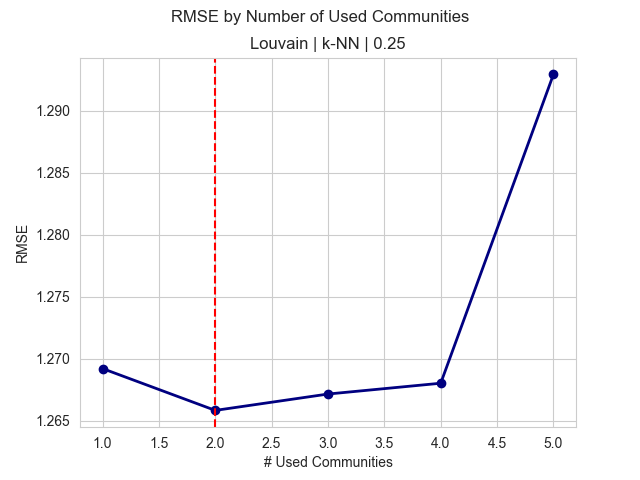 RMSE by Number of Used Communities
Louvain | k-NN | 0.25
1.290
1.285
1.280
1.275
1.270
1.265
RMSE
1.0 1.5 2.0 2.5 3.0 3.5 4.0 4.5 5.0
# Used Communities